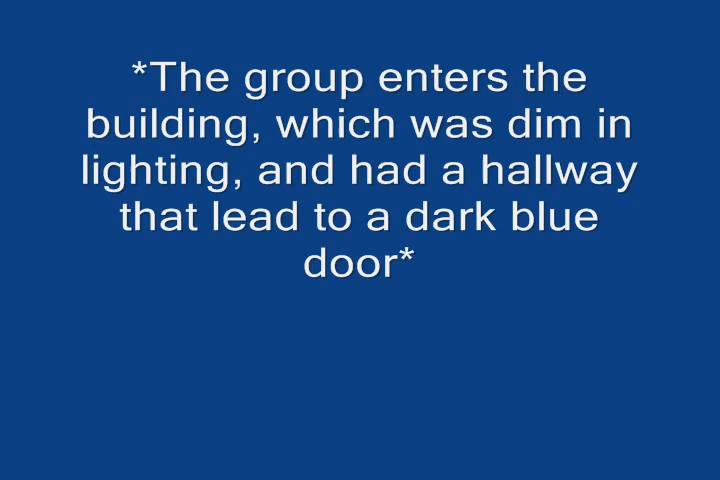 *The group enters the
building, which was dim in
lighting, and had a hallway
that lead to a dark blue
door*